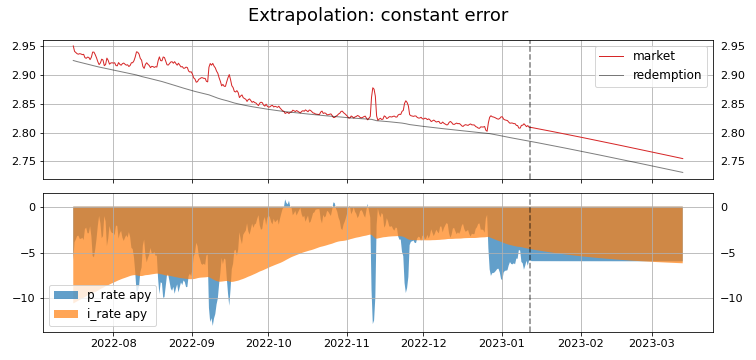 Extrapolation: constant error
2.95 2.95
2.90 2.90
2.85 2.85
2.80 2.80
2.75 2.75
market
redemption
0 0
−5 −5
−10 −10
p_rate apy
i_rate apy
2022-08 2022-09 2022-10 2022-11 2022-12 2023-01 2023-02 2023-03